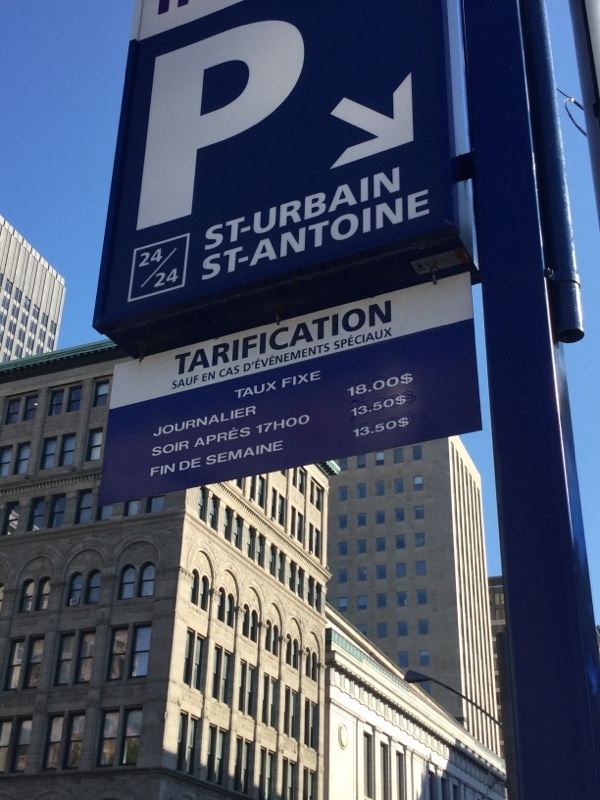 P
24/24
ST-URBAIN
ST-ANTOINE
TARIFICATION
SAUF EN CAS D'ÉVÉNEMENTS SPÉCIAUX
TAUX FIXE
JOURNALIER 18.00$
SOIR APRÈS 17H00 13.50$
FIN DE SEMAINE 13.50$